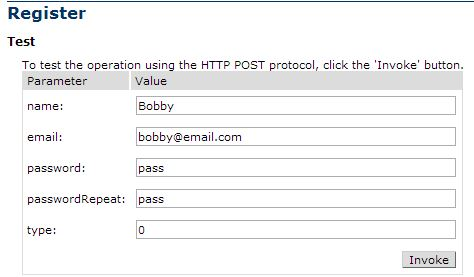 Register
Test
To test the operation using the HTTP POST protocol, click the 'Invoke' button.
Parameter Value
name: Bobby
email: bobby@email.com
password: pass
passwordRepeat: pass
type: 0
Invoke